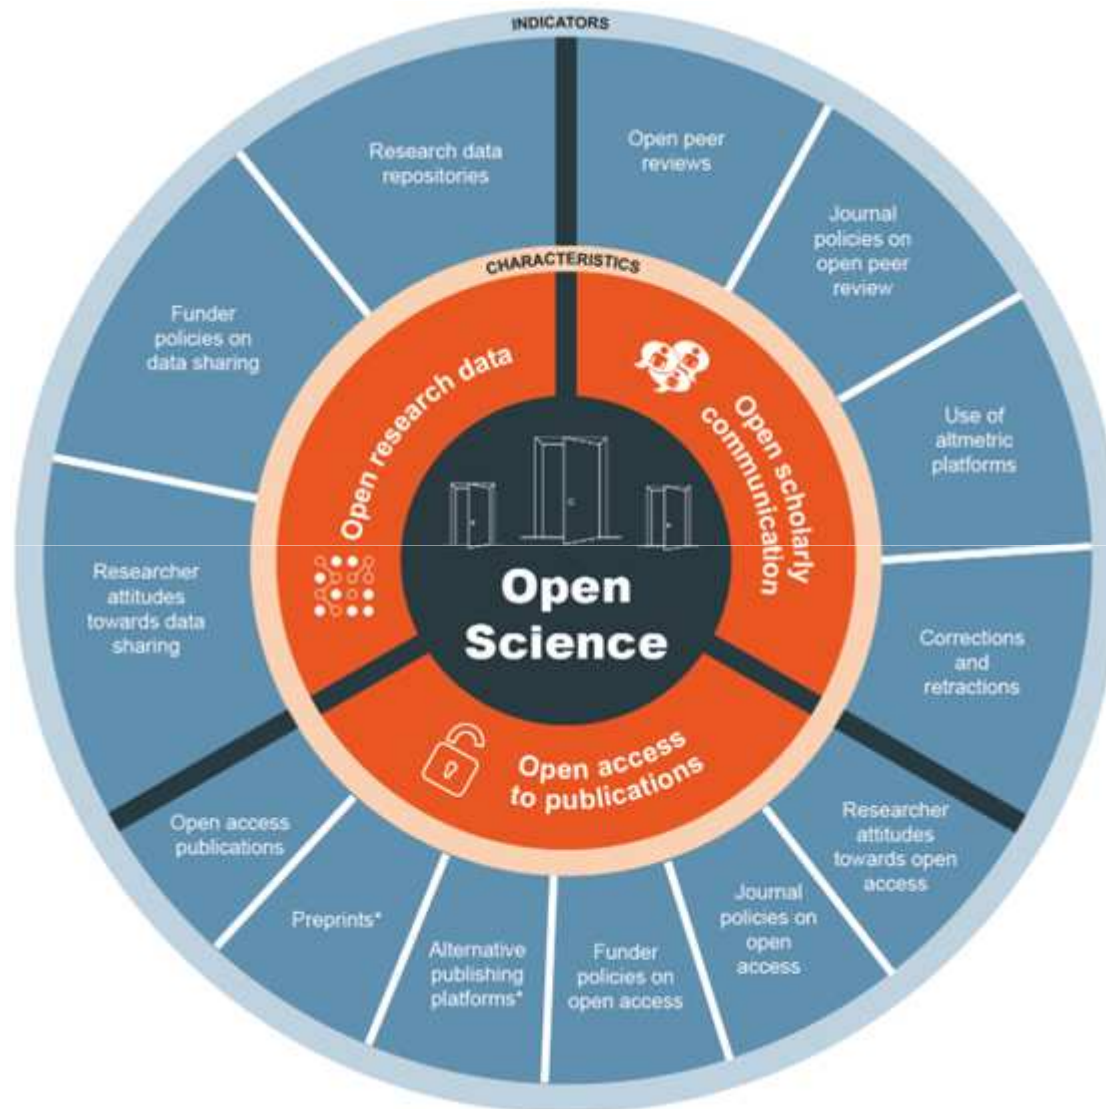 INDICATORS
Research data
repositories
Open peer
reviews
Journal
policies on
open peer
review
Funder
policies on
data sharing
CHARACTERISTICS
Open research data
Open scholarly
communication
Use of
altmetric
platforms
Open
Science
Researcher
attitudes
towards data
sharing
Corrections
and
retractions
Open access
to publications
Open access
publications
Preprints*
Alternative
publishing
platforms*
Funder
policies on
open access
Journal
policies on
open
access
Researcher
attitudes
towards open
access